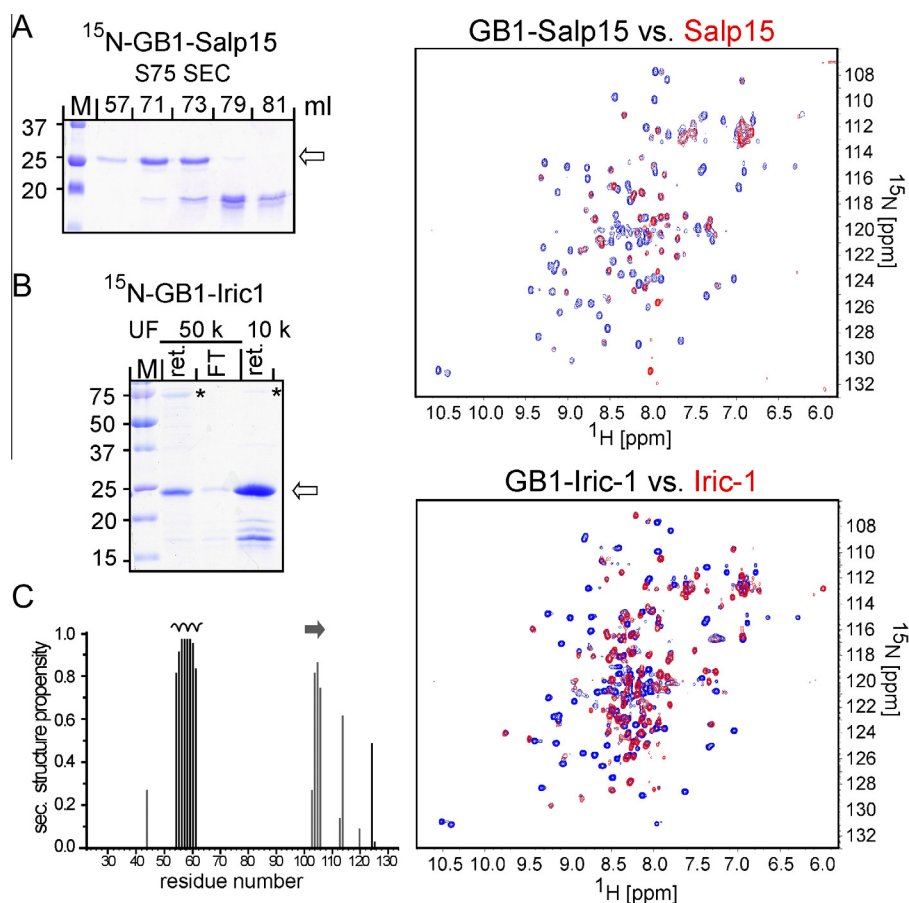 A
15N-GB1-Salp15
S75 SEC
M 57 71 73 79 81 ml
37
25
20
GB1-Salp15 vs. Salp15
108
110
112
114
116
118
120
122
124
126
128
130
132
15N [ppm]
10.5 10.0 9.5 9.0 8.5 8.0 7.5 7.0 6.5 6.0 5.8
1H [ppm]
B
15N-GB1-Iric1
UF 50 k 10 k
M ret. FT ret.
* *
75
50
37
25
20
15
GB1-Iric-1 vs. Iric-1
108
110
112
114
116
118
120
122
124
126
128
130
132
15N [ppm]
10.5 10.0 9.5 9.0 8.5 8.0 7.5 7.0 6.5 6.0 5.8
1H [ppm]
C
1.0
0.8
0.6
0.4
0.2
0.0
sec. structure propensity
30 40 50 60 70 80 90 100 110 120 130
residue number